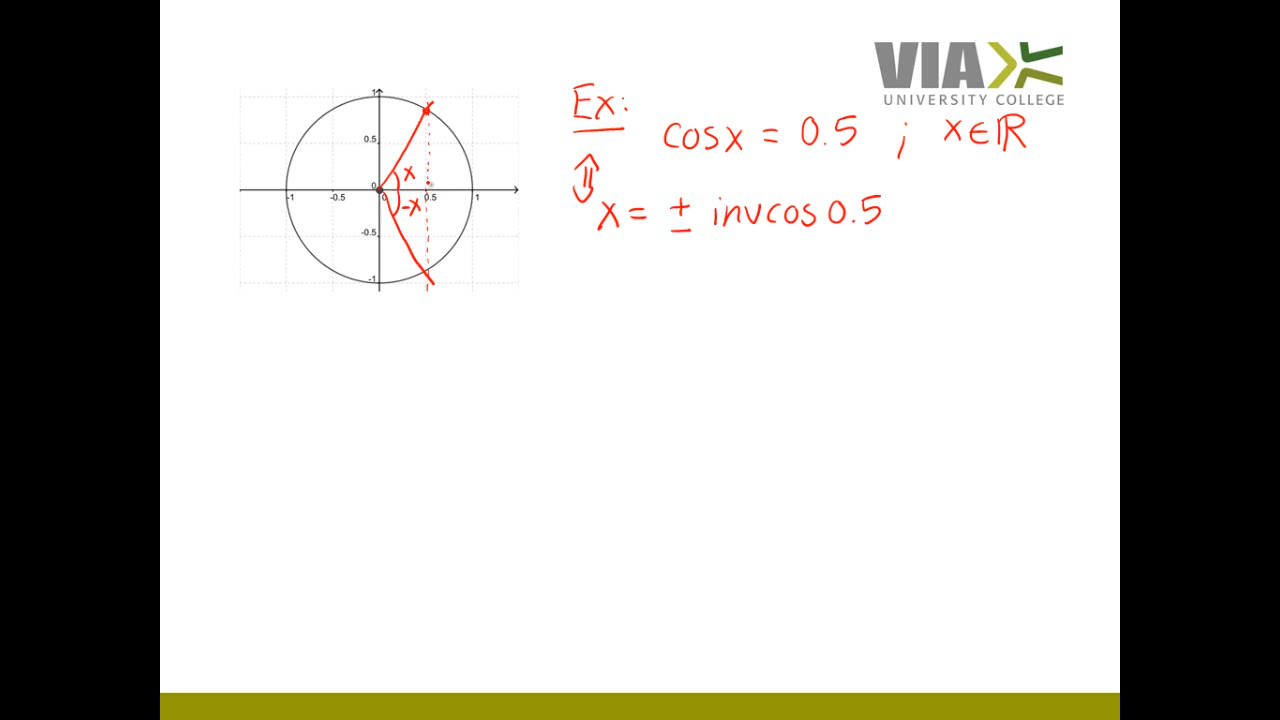 VIA
UNIVERSITY COLLEGE
Ex:
cos x = 0.5 ; x ∈ ℝ
⇕
x = ± invcos 0.5
1
0.5
x
0
-1 -0.5 0 0.5 1
-x
-0.5
-1